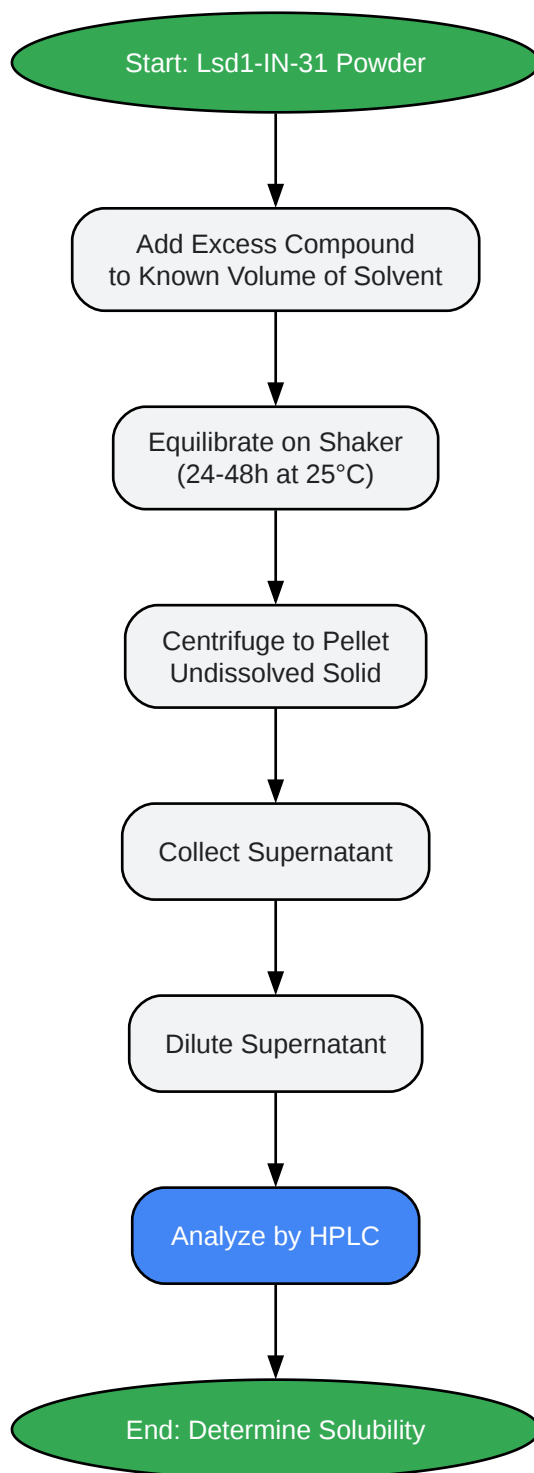 Start: Lsd1-IN-31 Powder
Add Excess Compound
to Known Volume of Solvent
Equilibrate on Shaker
(24-48h at 25°C)
Centrifuge to Pellet
Undissolved Solid
Collect Supernatant
Dilute Supernatant
Analyze by HPLC
End: Determine Solubility